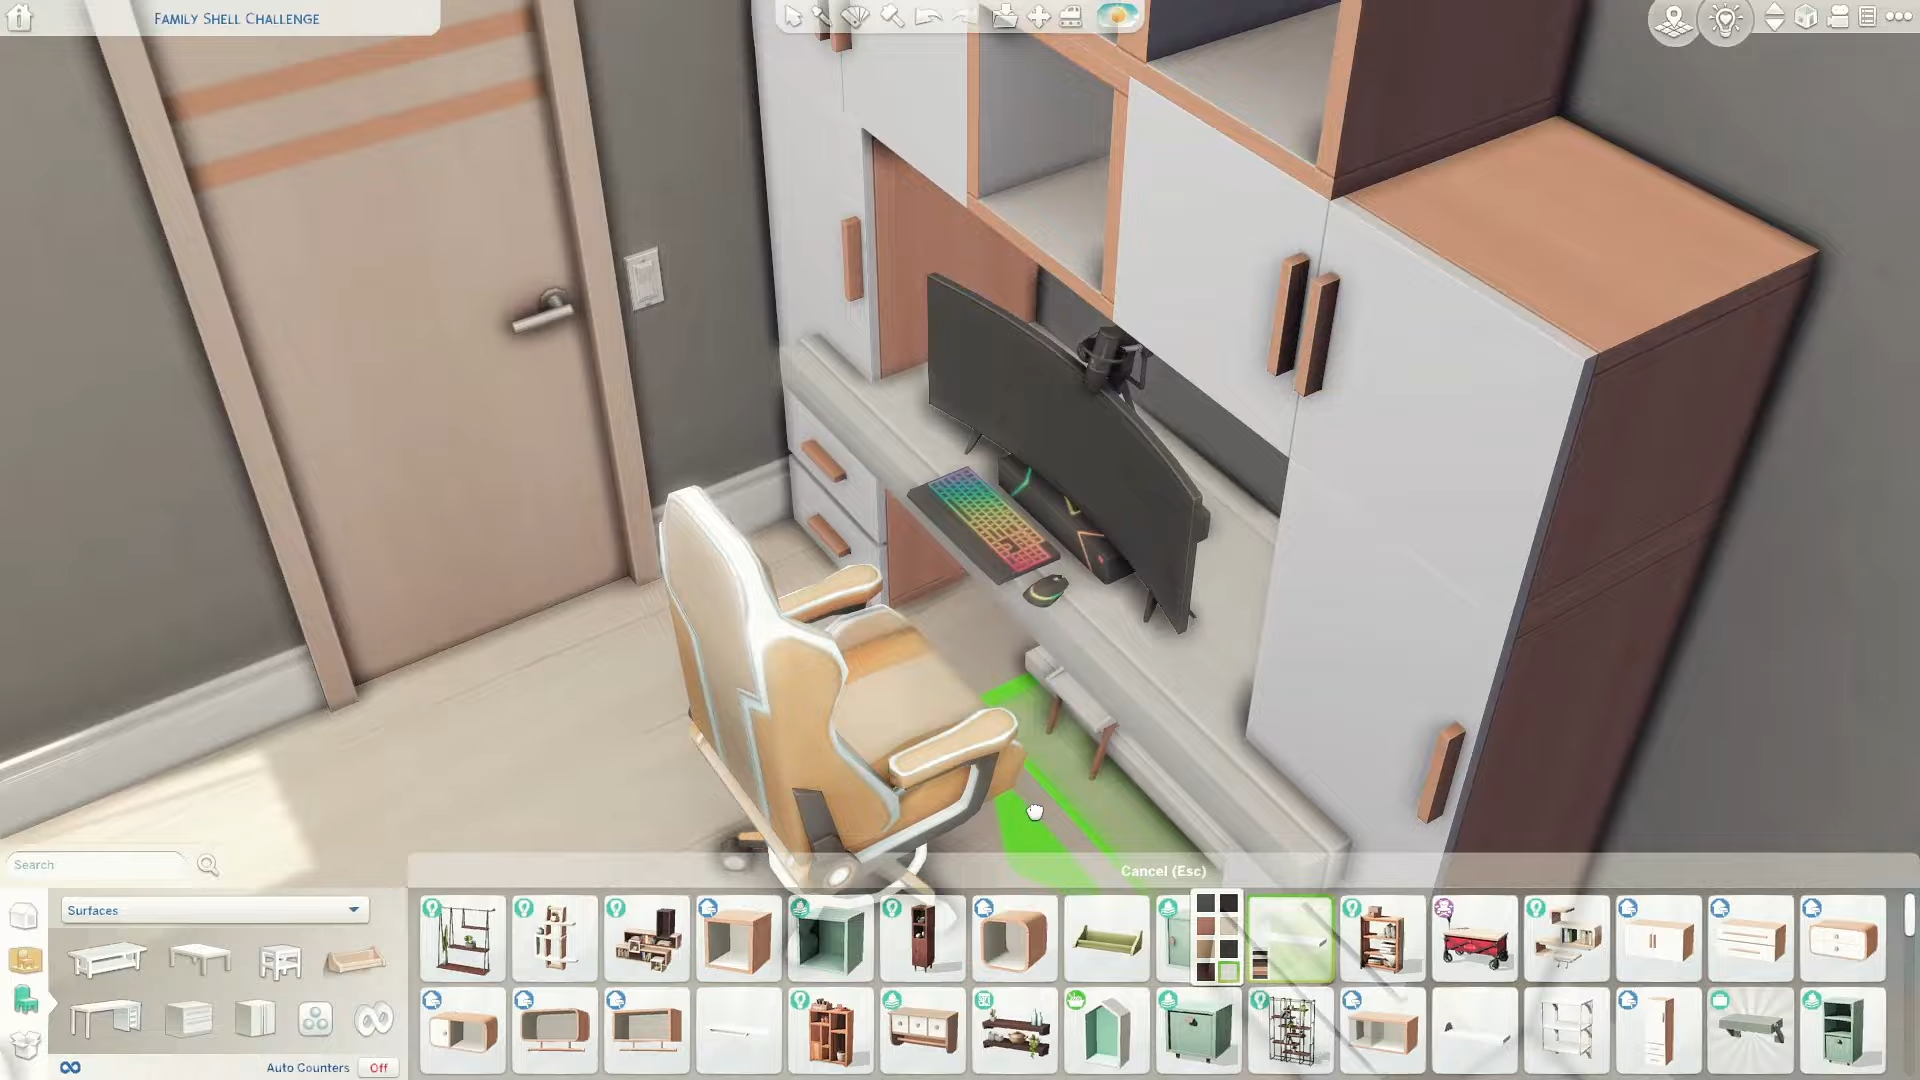 FAMILY SHELL CHALLENGE
Cancel (Esc)
Search
Surfaces
Auto Counters
Off